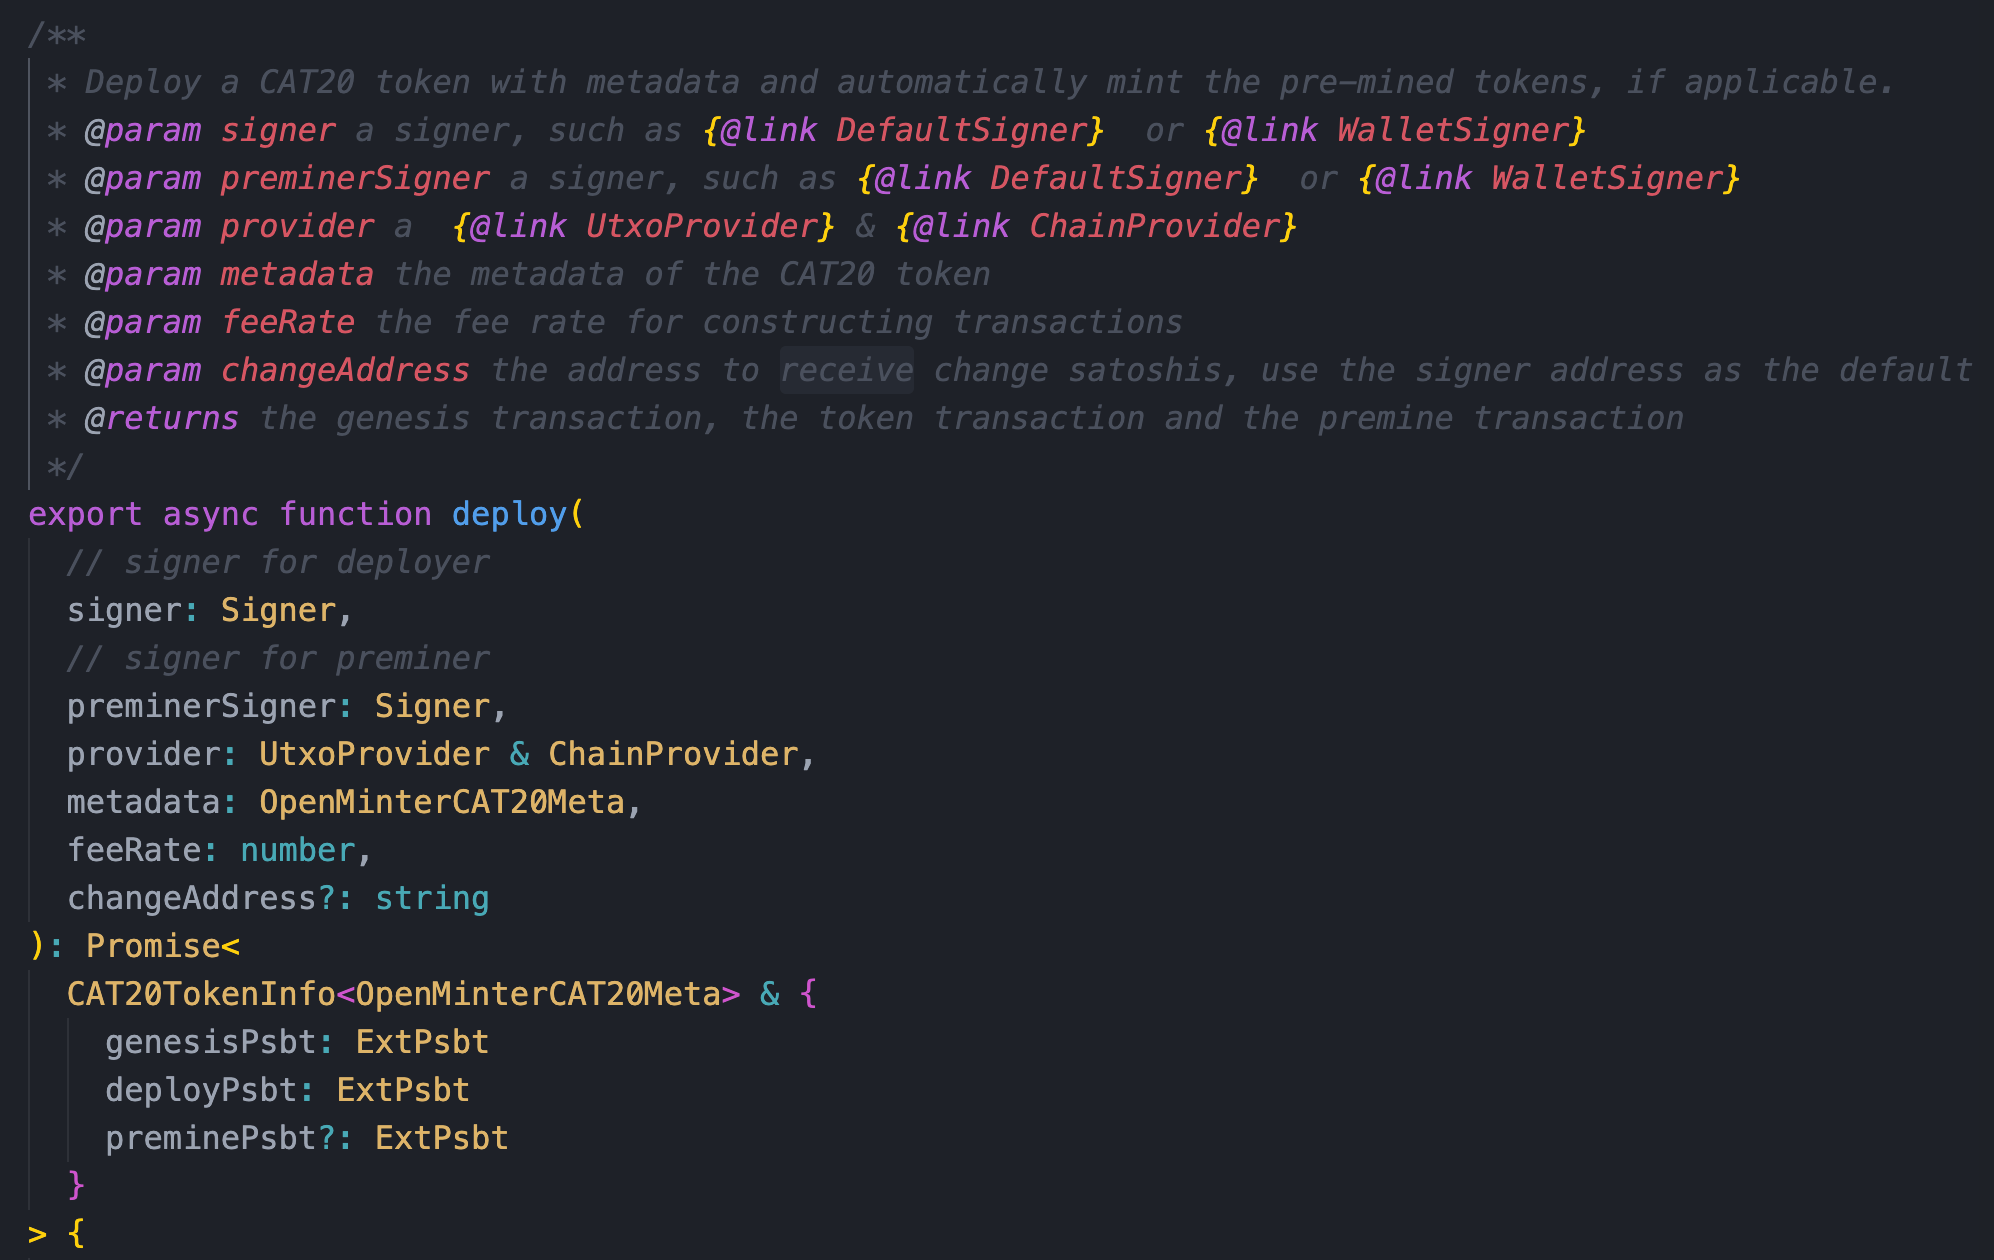 /**
 * Deploy a CAT20 token with metadata and automatically mint the pre-mined tokens, if applicable.
 * @param signer a signer, such as {@link DefaultSigner}  or {@link WalletSigner}
 * @param preminerSigner a signer, such as {@link DefaultSigner}  or {@link WalletSigner}
 * @param provider a  {@link UtxoProvider} & {@link ChainProvider}
 * @param metadata the metadata of the CAT20 token
 * @param feeRate the fee rate for constructing transactions
 * @param changeAddress the address to receive change satoshis, use the signer address as the default
 * @returns the genesis transaction, the token transaction and the premine transaction
 */
export async function deploy(
  // signer for deployer
  signer: Signer,
  // signer for preminer
  preminerSigner: Signer,
  provider: UtxoProvider & ChainProvider,
  metadata: OpenMinterCAT20Meta,
  feeRate: number,
  changeAddress?: string
): Promise<
  CAT20TokenInfo<OpenMinterCAT20Meta> & {
    genesisPsbt: ExtPsbt
    deployPsbt: ExtPsbt
    preminePsbt?: ExtPsbt
  }
> {